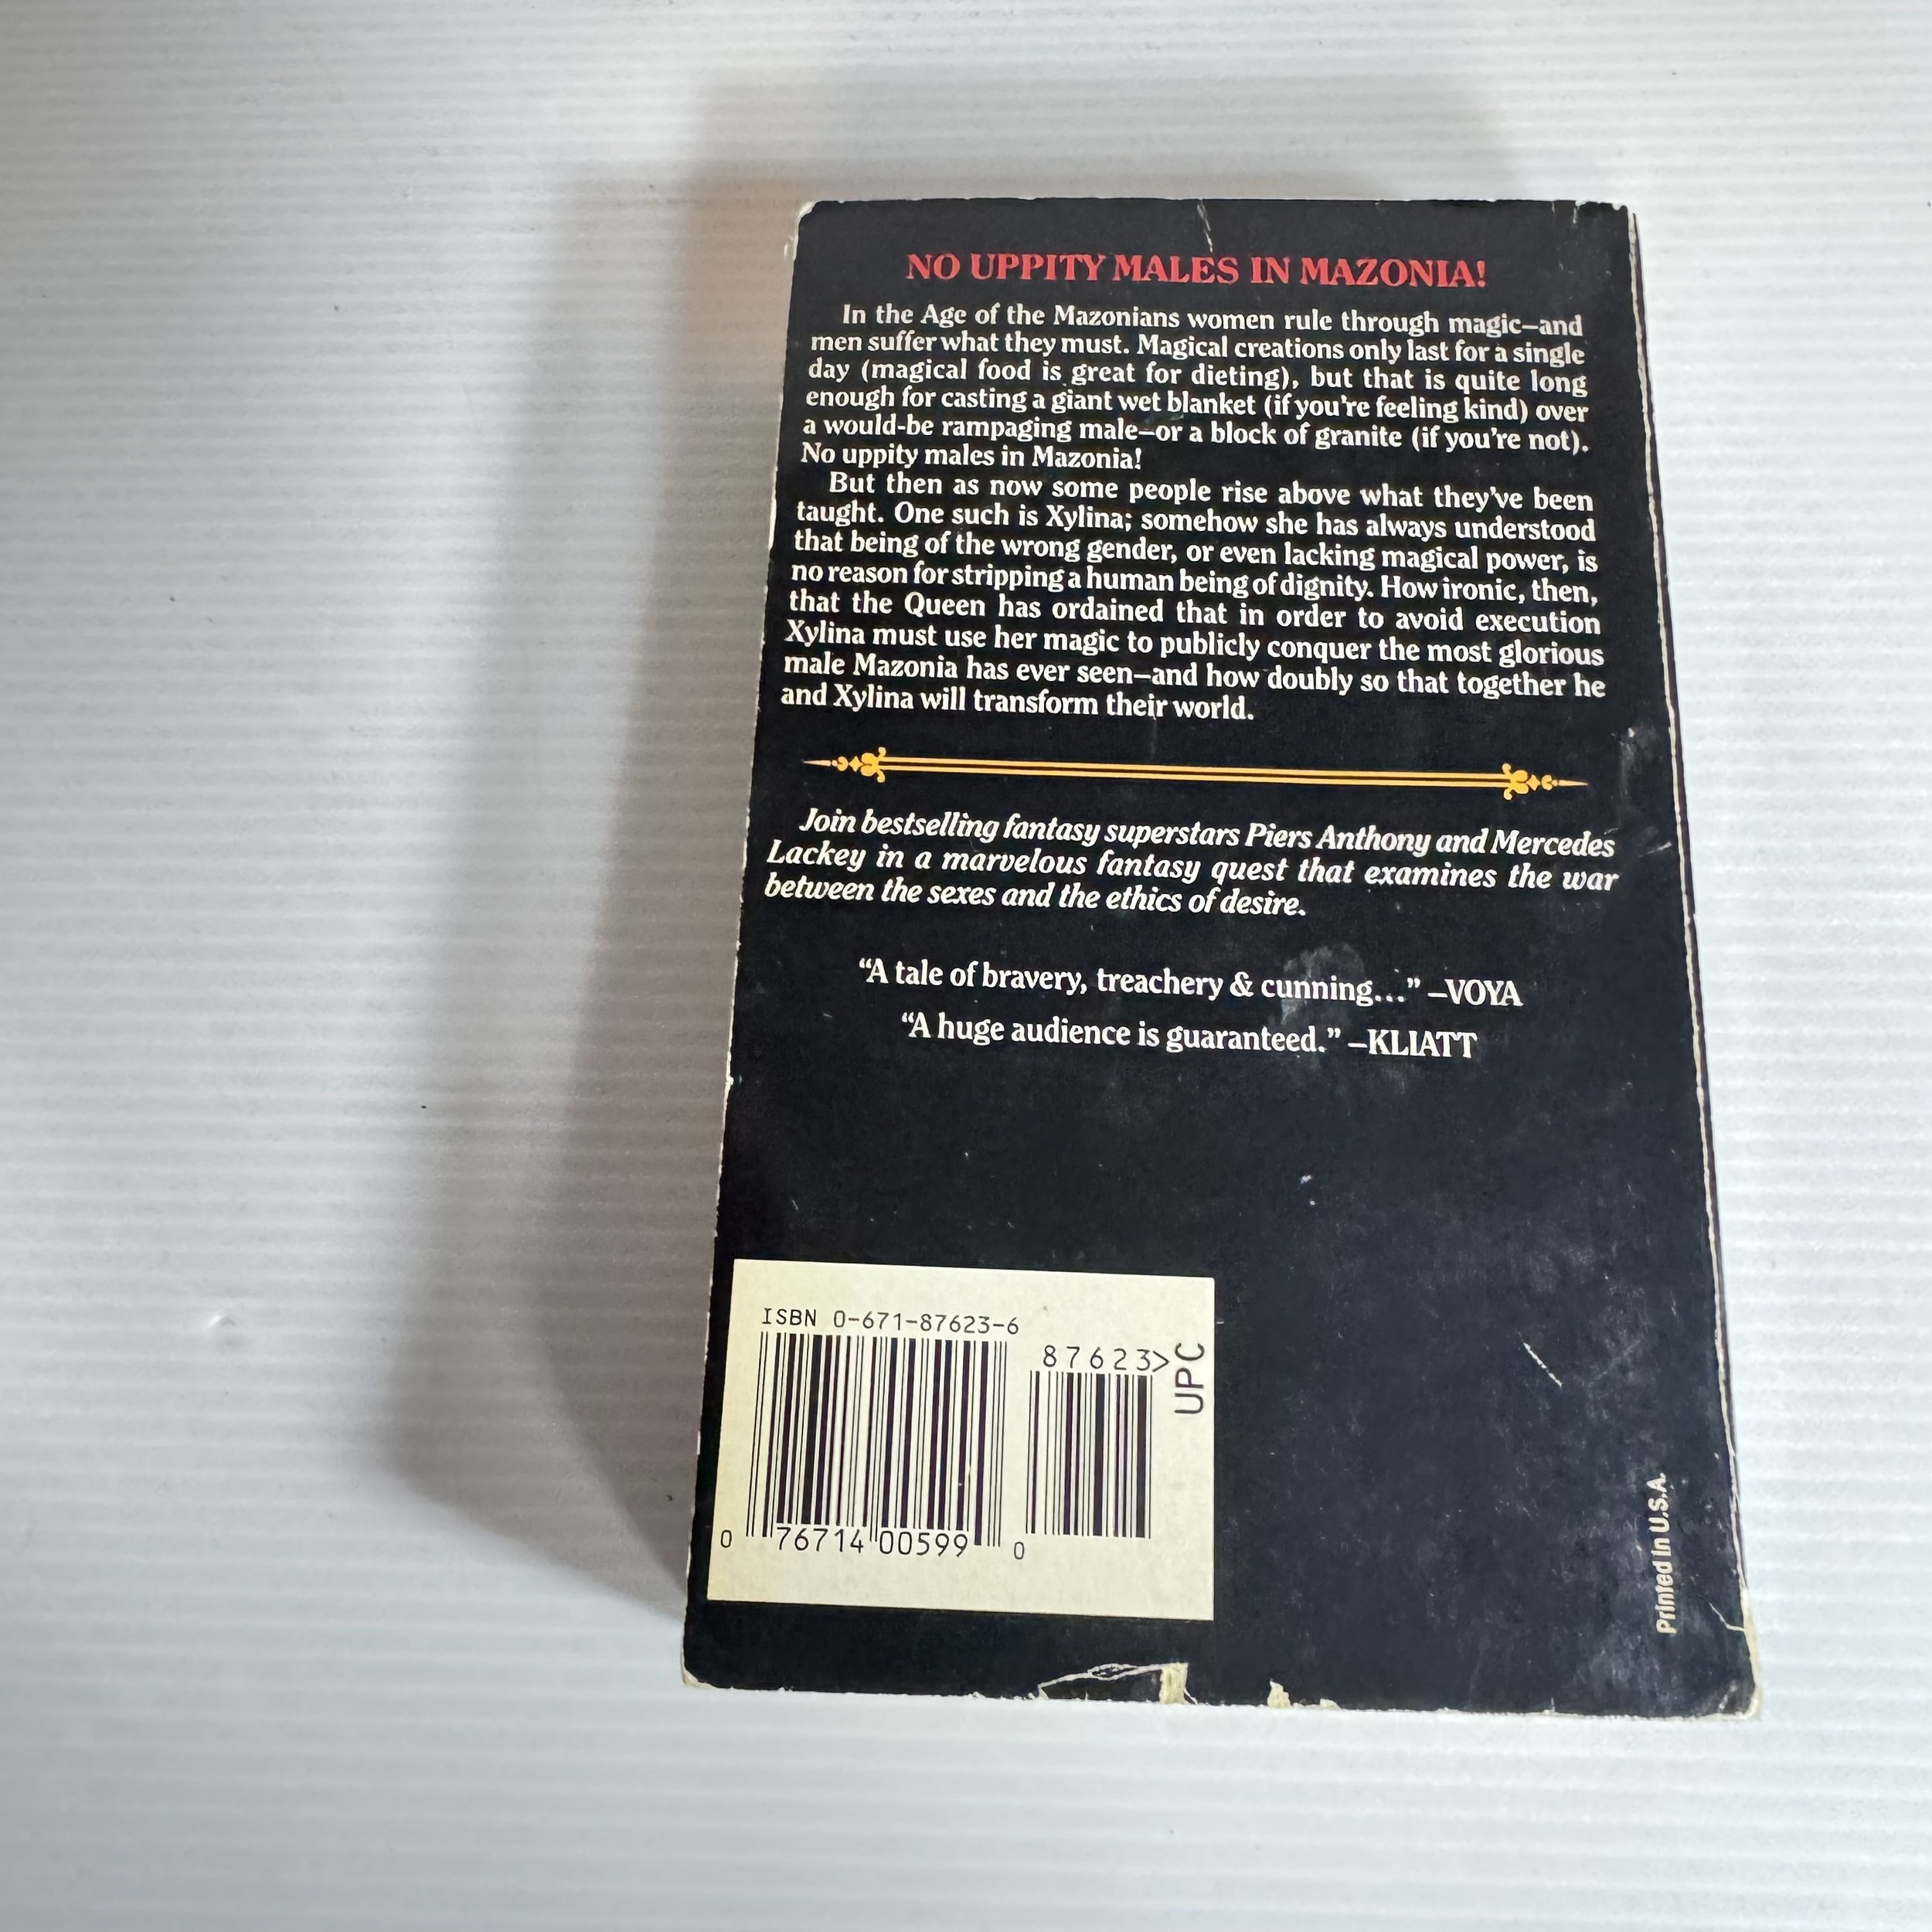 NO UPPITY MALES IN MAZONIA!
In the Age of the Mazonians women rule through magic—and
men suffer what they must. Magical creations only last for a single
day (magical food is great for dieting), but that is quite long
enough for casting a giant wet blanket (if you're feeling kind) over
a would-be rampaging male—or a block of granite (if you're not).
No uppity males in Mazonia!
But then as now some people rise above what they've been
taught. One such is Xylina; somehow she has always understood
that being of the wrong gender, or even lacking magical power, is
no reason for stripping a human being of dignity. How ironic, then,
that the Queen has ordained that in order to avoid execution
Xylina must use her magic to publicly conquer the most glorious
male Mazonia has ever seen—and how doubly so that together he
and Xylina will transform their world.
Join bestselling fantasy superstars Piers Anthony and Mercedes
Lackey in a marvelous fantasy quest that examines the war
between the sexes and the ethics of desire.
“A tale of bravery, treachery & cunning...” —VOYA
“A huge audience is guaranteed.” —KLIATT
ISBN 0-671-87623-6
87623>
UPC
0 76714 00599 0
Printed in U.S.A.